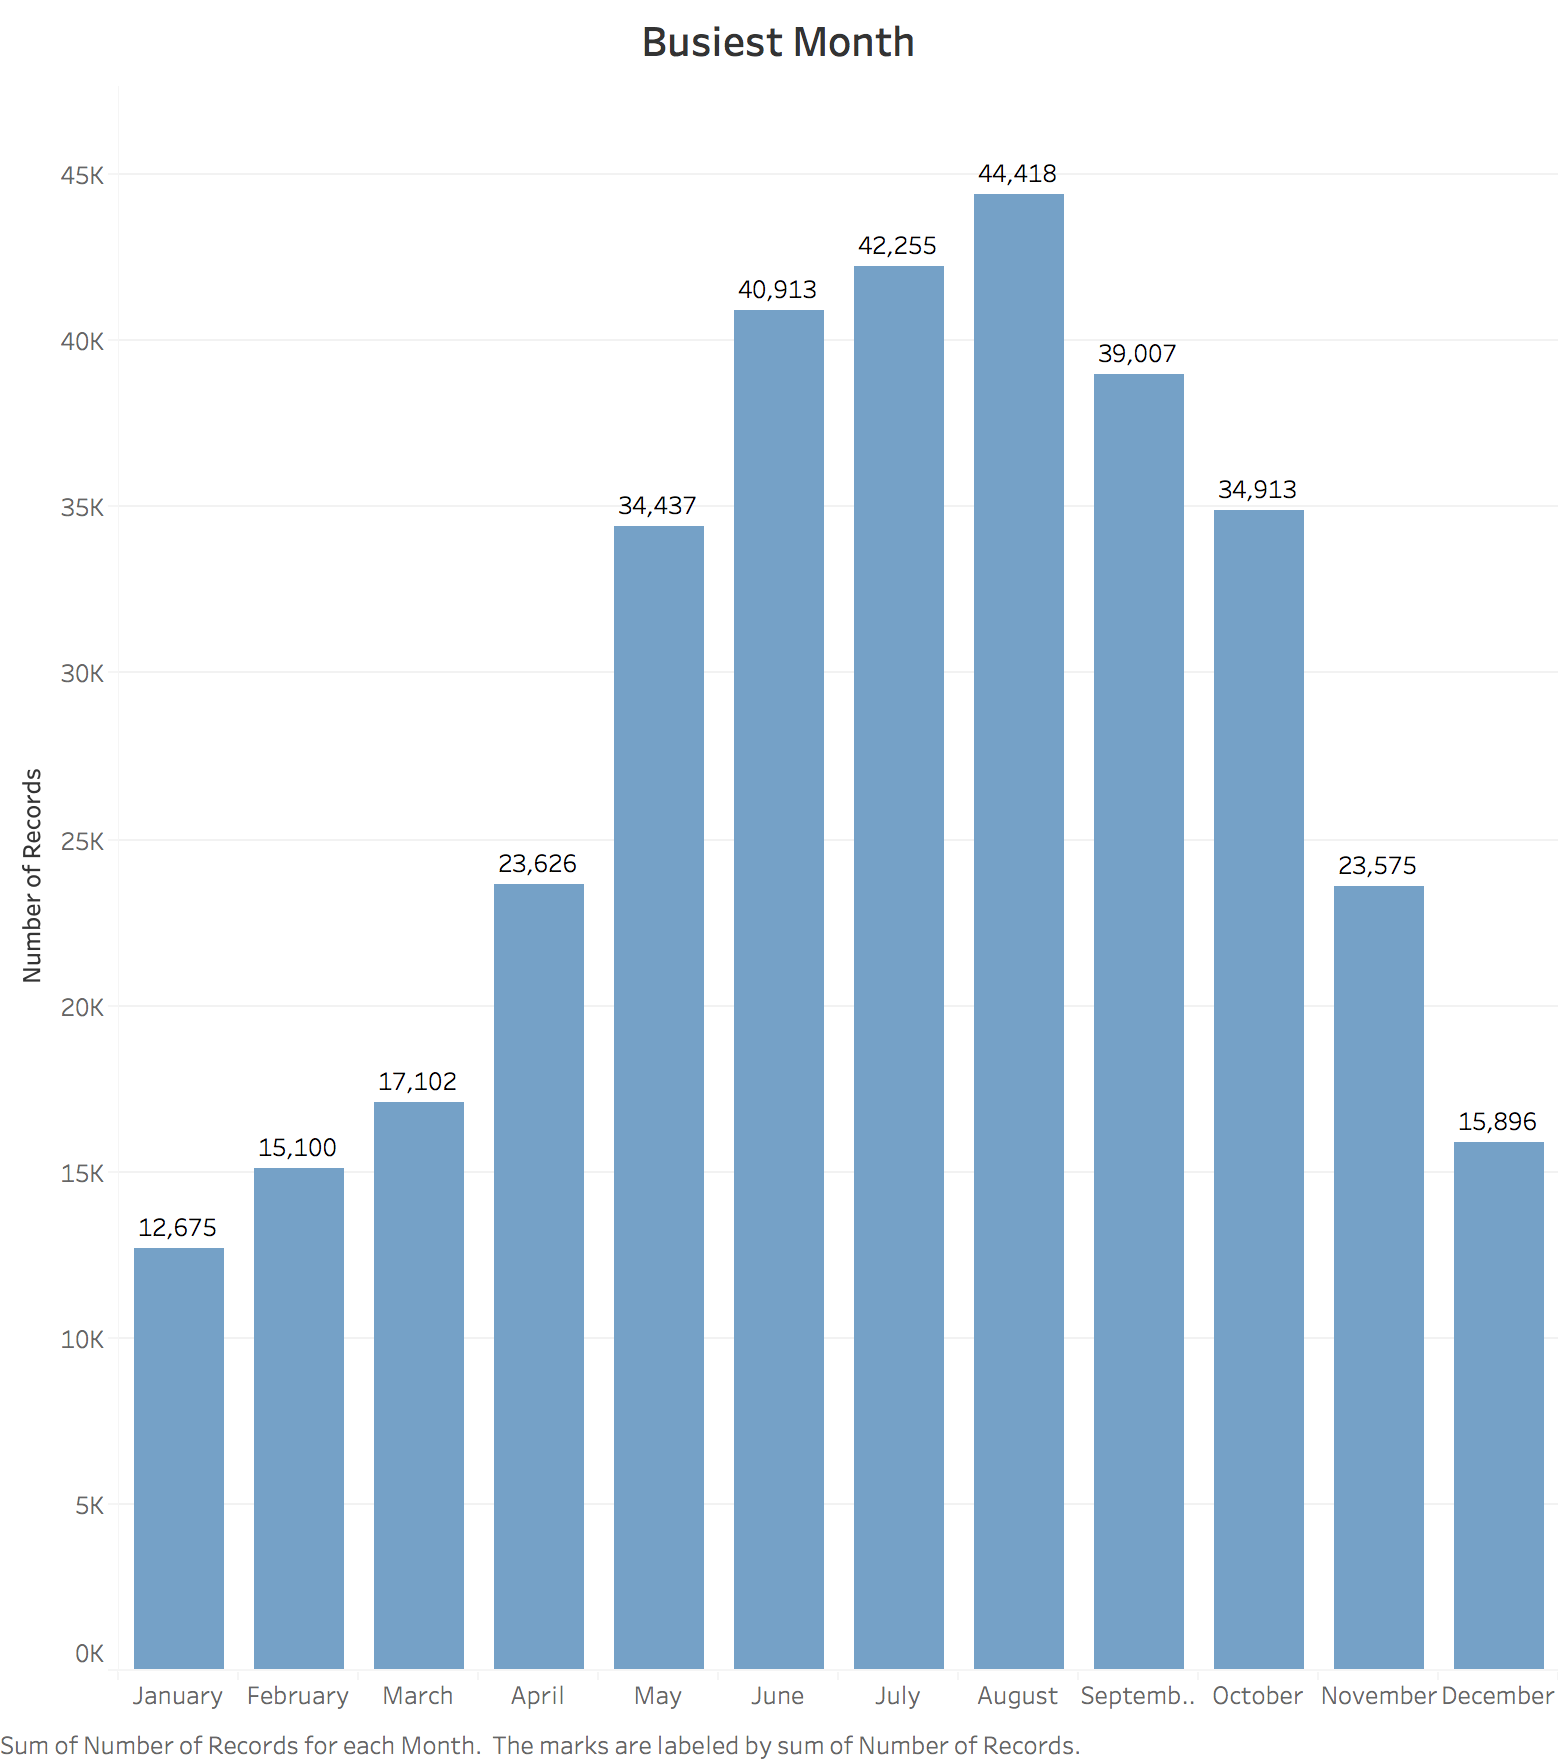 Busiest Month
45K
40K
35K
30K
25K
20K
15K
10K
5K
0K
Number of Records
12,675
15,100
17,102
23,626
34,437
40,913
42,255
44,418
39,007
34,913
23,575
15,896
January February March April May June July August Septemb.. October November December
Sum of Number of Records for each Month. The marks are labeled by sum of Number of Records.